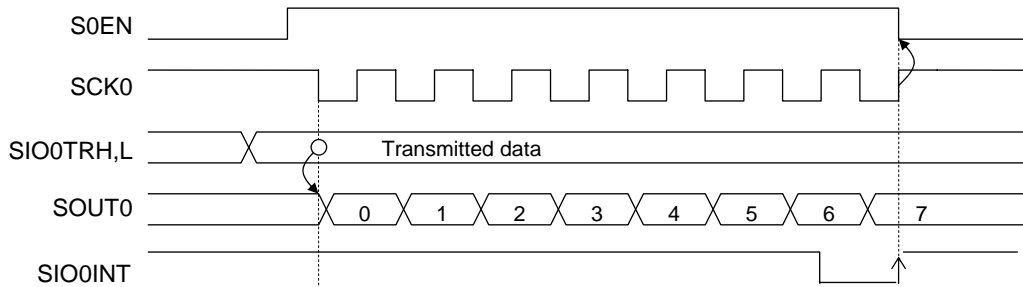 S0EN
SCK0
SIO0TRH,L Transmitted data
SOUT0 0 1 2 3 4 5 6 7
SIO0INT